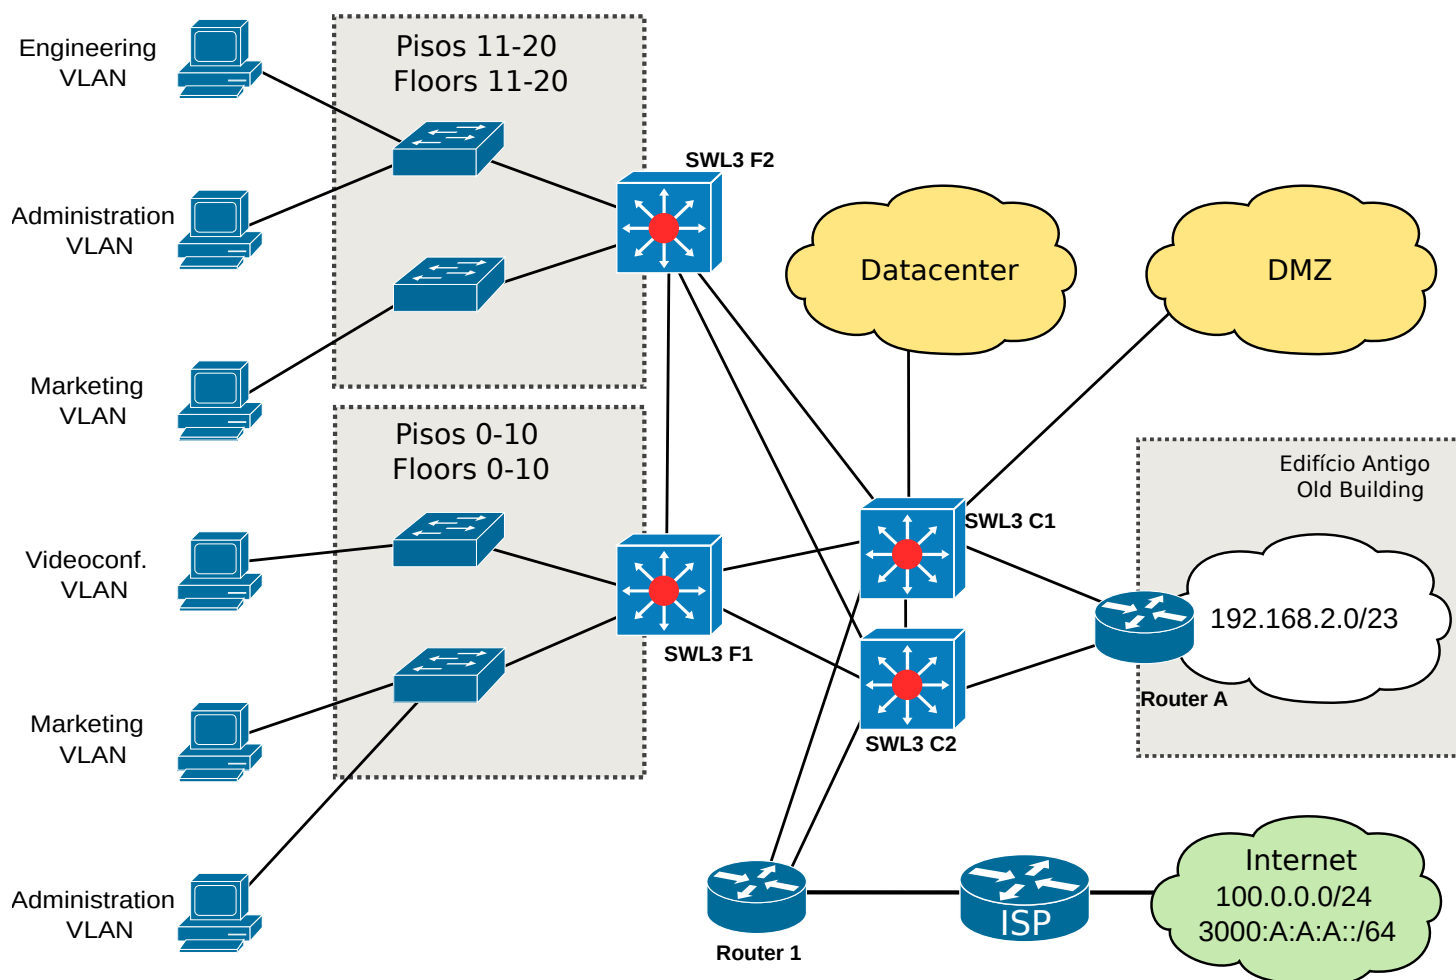 Engineering
VLAN
Pisos 11-20
Floors 11-20
SWL3 F2
Administration
VLAN
Datacenter
DMZ
Marketing
VLAN
Pisos 0-10
Floors 0-10
Edifício Antigo
Old Building
SWL3 C1
Videoconf.
VLAN
192.168.2.0/23
SWL3 F1
Router A
Marketing
VLAN
SWL3 C2
Administration
VLAN
Router 1
ISP
Internet
100.0.0.0/24
3000:A:A:A::/64